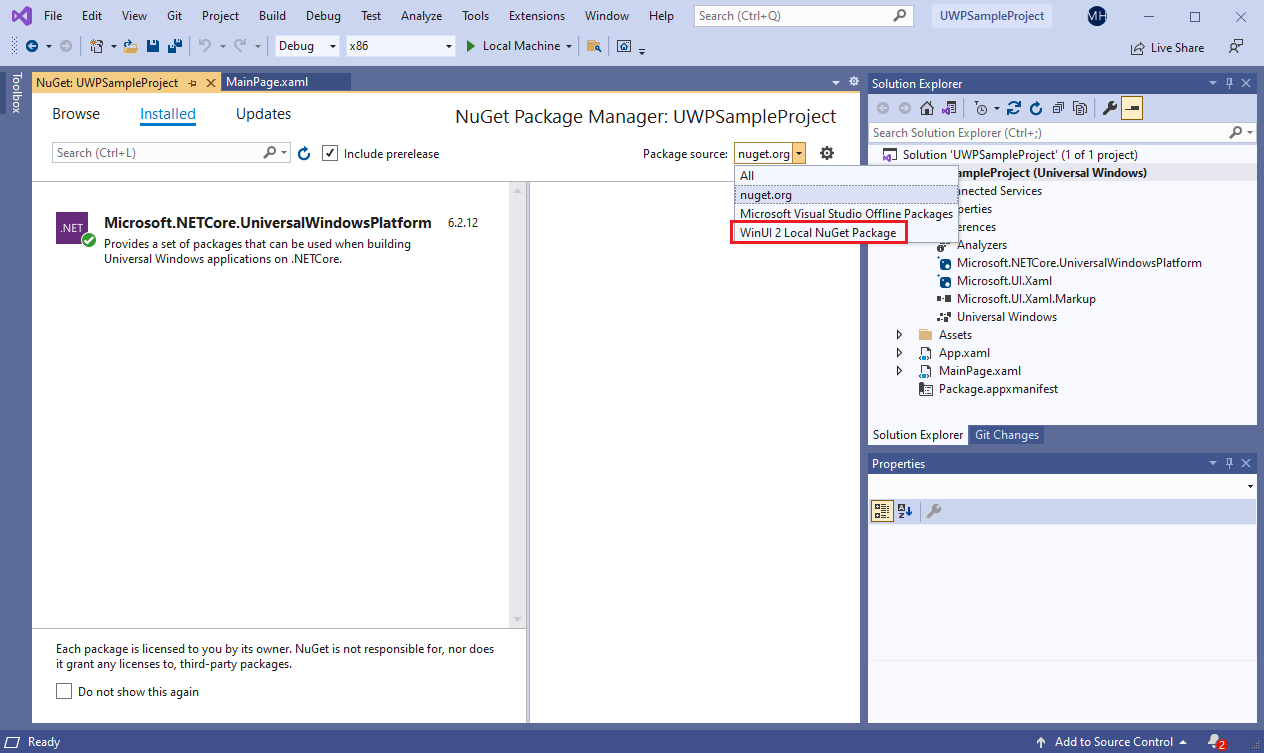 File Edit View Git Project Build Debug Test Analyze Tools Extensions Window Help Search (Ctrl+Q) UWPSampleProject MH
Debug x86 Local Machine Live Share
Toolbox
NuGet: UWPSampleProject MainPage.xaml
Browse Installed Updates NuGet Package Manager: UWPSampleProject
Search (Ctrl+L) Include prerelease Package source: nuget.org
All
nuget.org
Microsoft Visual Studio Offline Packages
WinUI 2 Local NuGet Package
.NET Microsoft.NETCore.UniversalWindowsPlatform 6.2.12
Provides a set of packages that can be used when building
Universal Windows applications on .NETCore.
Each package is licensed to you by its owner. NuGet is not responsible for, nor does
it grant any licenses to, third-party packages.
Do not show this again
Solution Explorer
Search Solution Explorer (Ctrl+;)
Solution 'UWPSampleProject' (1 of 1 project)
ampleProject (Universal Windows)
nnected Services
perties
erences
Analyzers
Microsoft.NETCore.UniversalWindowsPlatform
Microsoft.UI.Xaml
Microsoft.UI.Xaml.Markup
Universal Windows
Assets
App.xaml
MainPage.xaml
Package.appxmanifest
Solution Explorer Git Changes
Properties
Ready Add to Source Control 2